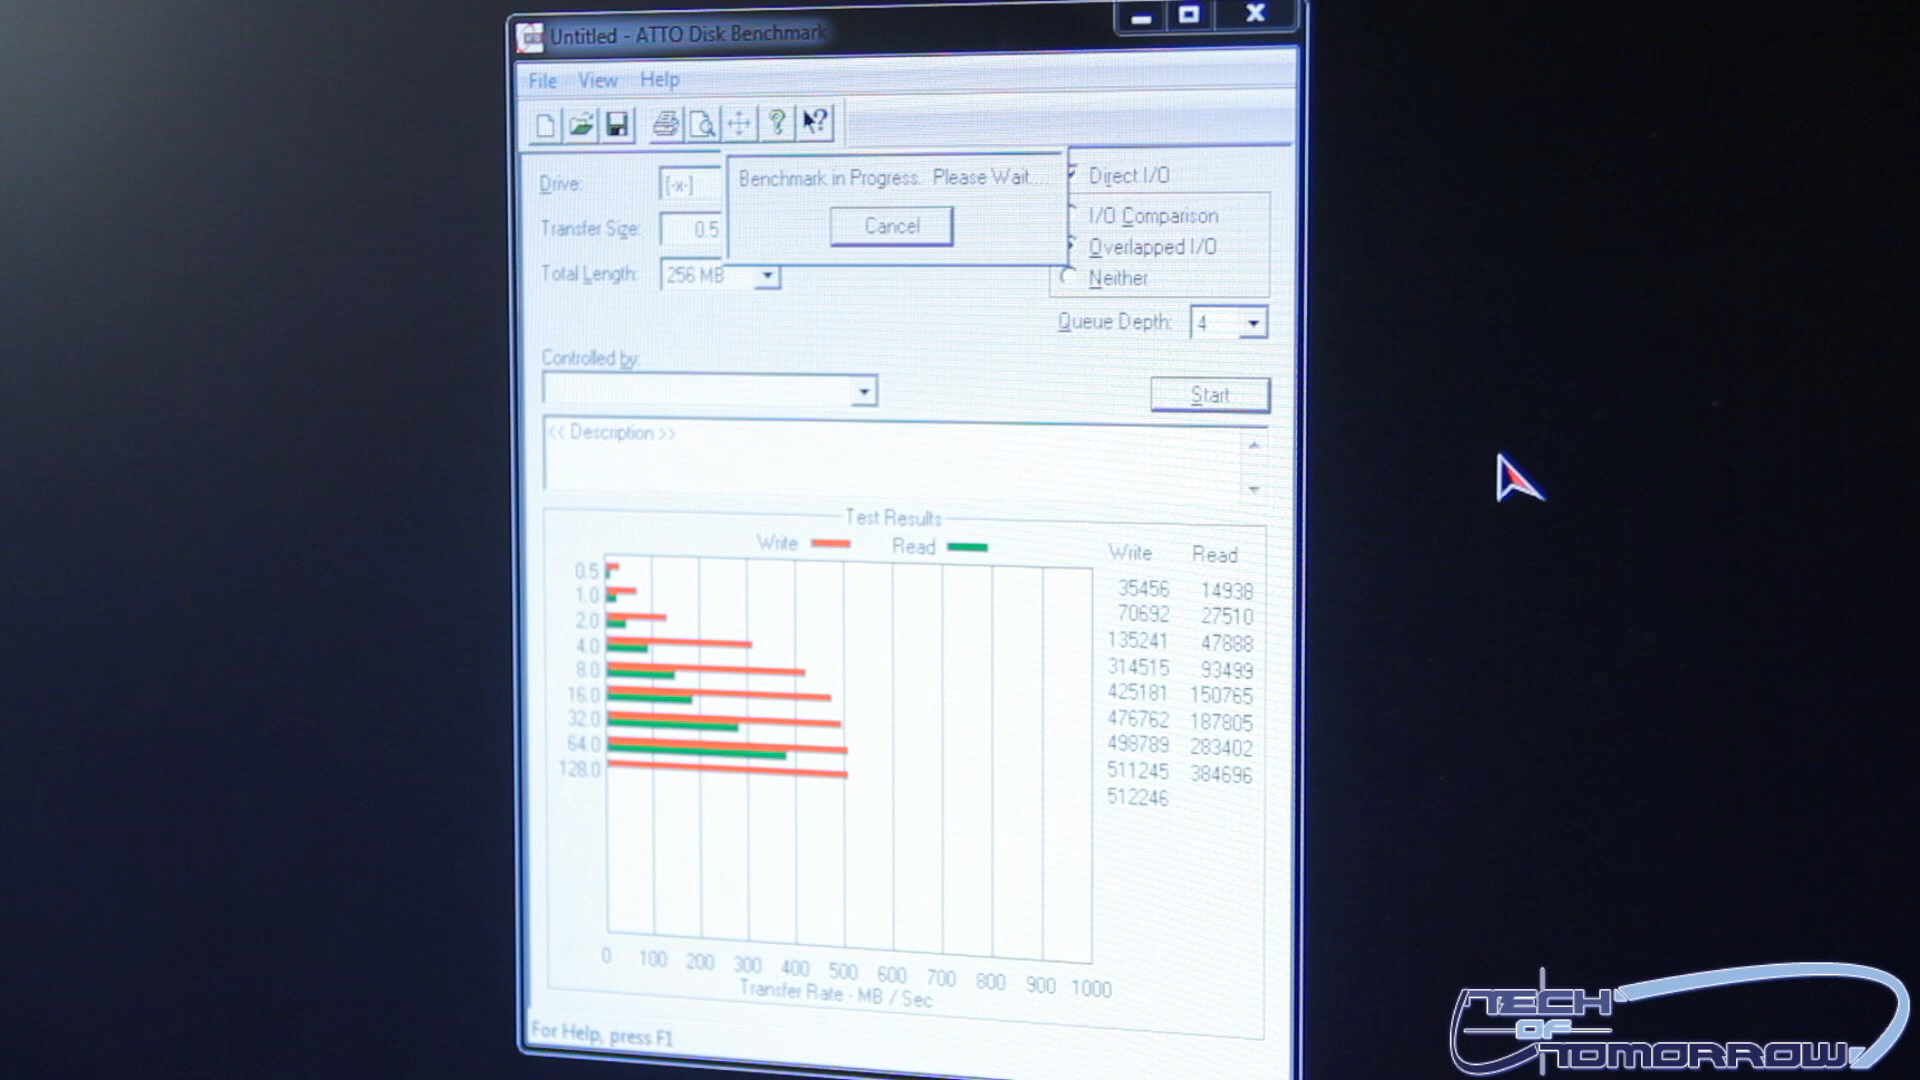 Untitled - ATTO Disk Benchmark
File View Help
Drive: [-x-]
Benchmark in Progress. Please Wait....
Cancel
Direct I/O
Transfer Size: 0.5
I/O Comparison
Overlapped I/O
Total Length: 256 MB
Neither
Queue Depth: 4
Controlled by:
Start
<< Description >>
Test Results
Write Read
Write Read
0.5 35456 14938
1.0 70692 27510
2.0 135241 47888
4.0 314515 93499
8.0 425181 150765
16.0 476762 187805
32.0 498789 283402
64.0 511245 384696
128.0 512246
0 100 200 300 400 500 600 700 800 900 1000
Transfer Rate - MB / Sec
For Help, press F1
TECH
OF
TOMORROW